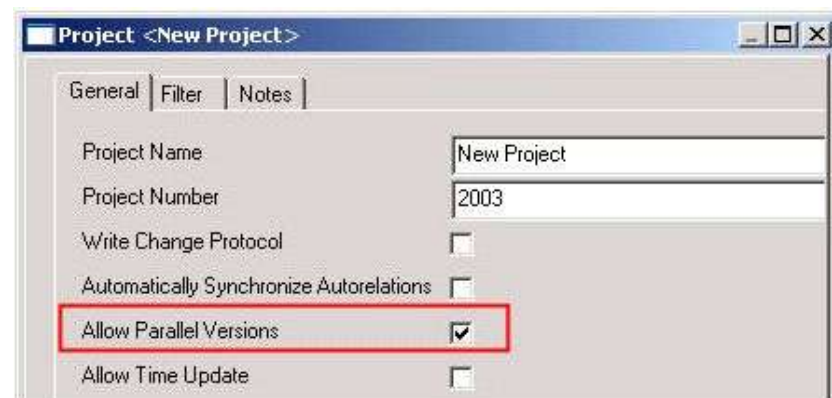 Project <New Project>
General Filter Notes
Project Name New Project
Project Number 2003
Write Change Protocol
Automatically Synchronize Autorelations
Allow Parallel Versions
Allow Time Update